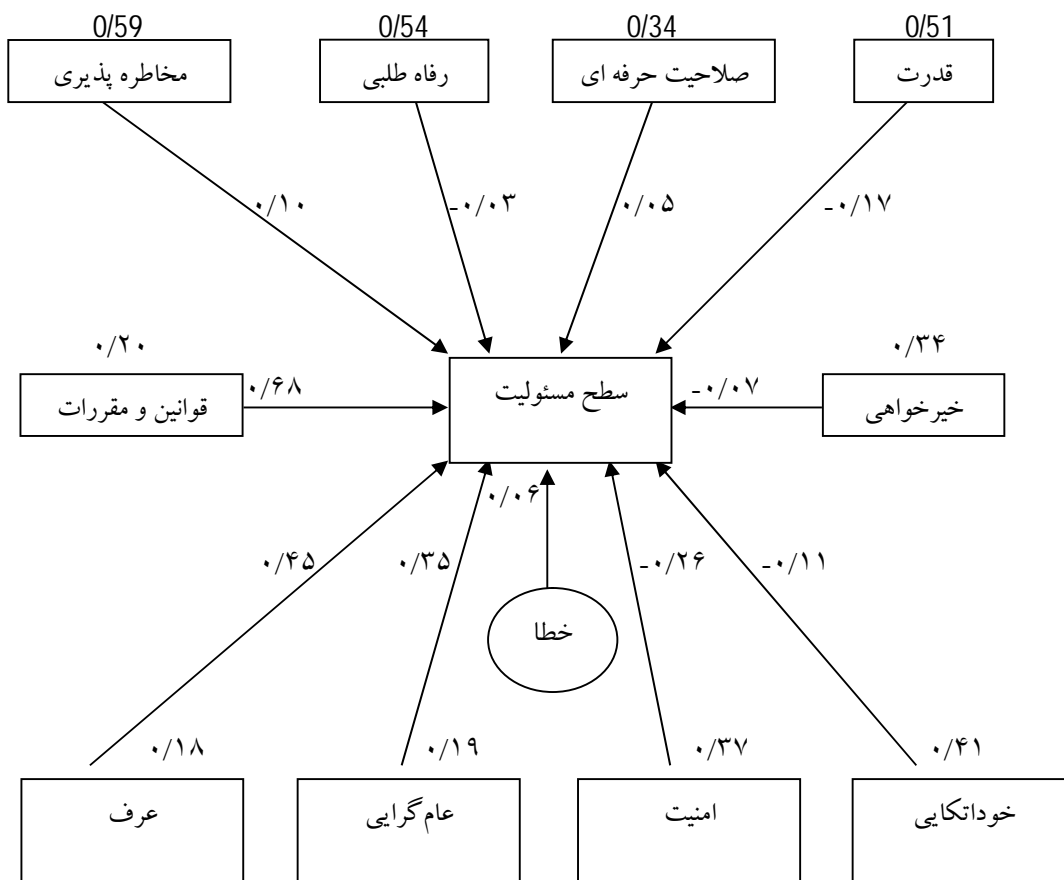 0/51 0/34 0/54 0/59
قدرت صلاحیت حرفه ای رفاه طلبی مخاطره پذیری
-۰/۱۷ ۰/۰۵ -۰/۰۳ ۰/۱۰
۰/۳۴ ۰/۲۰
خیرخواهی -۰/۰۷ سطح مسئولیت ۰/۶۸ قوانین و مقررات
۰/۰۶
-۰/۱۱ -۰/۲۶ ۰/۳۵ ۰/۴۵
خطا
۰/۴۱ ۰/۳۷ ۰/۱۹ ۰/۱۸
خوداتکایی امنیت عام‌گرایی عرف